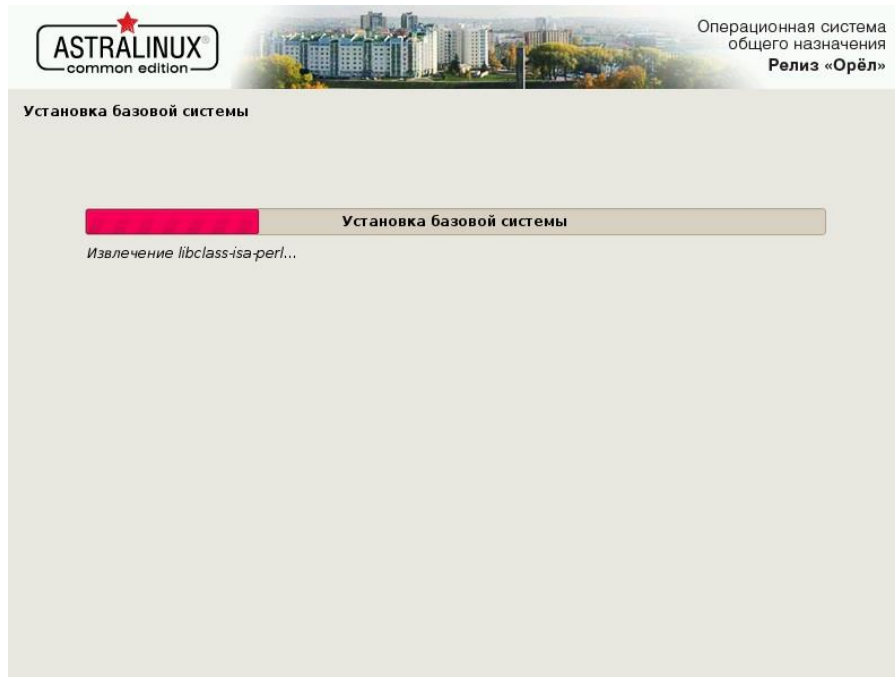 ASTRALINUX®
common edition
Операционная система
общего назначения
Релиз «Орёл»
Установка базовой системы
Установка базовой системы
Извлечение libclass-isa-perl...